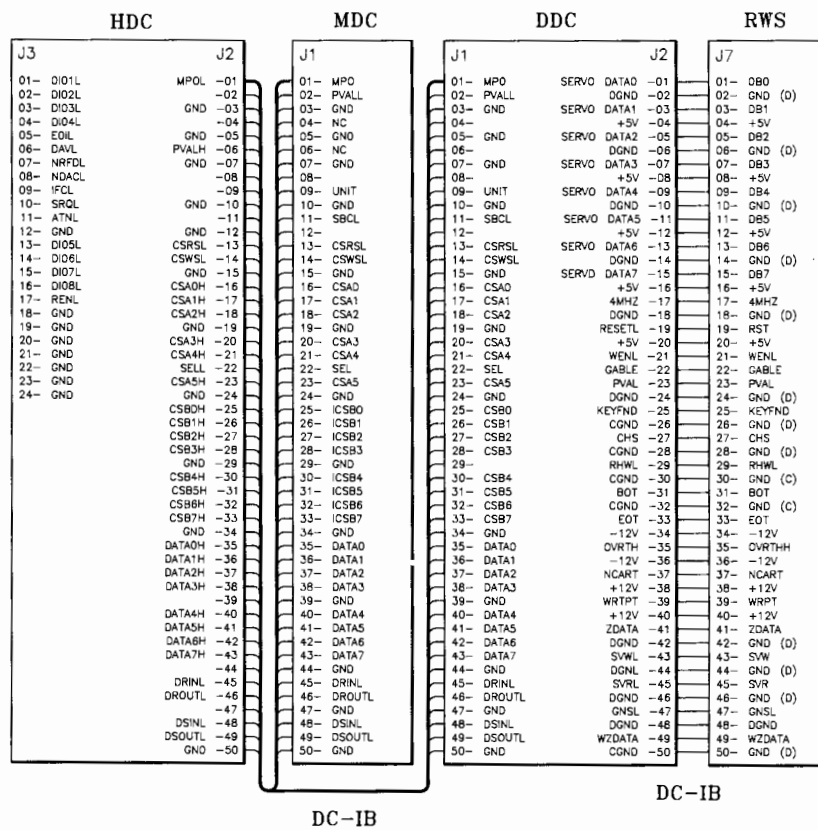 HDC MDC DDC RWS
J3 J2 J1 J1 J2 J7
01- DI01L MPOL -01 01- MPO 01- MPO SERVO DATA0 -01 01- DB0
02- DI02L -02 02- PVALL 02- PVALL DGND -02 02- GND (D)
03- DI03L GND -03 03- GND 03- GND SERVO DATA1 -03 03- DB1
04- DI04L -04 04- NC 04- +5V -04 04- +5V
05- EOIL GND -05 05- GND 05- GND SERVO DATA2 -05 05- DB2
06- DAVL PVALH -06 06- NC 06- DGND -06 06- GND (D)
07- NRFDL GND -07 07- GND 07- GND SERVO DATA3 -07 07- DB3
08- NDACL -08 08- 08- +5V -08 08- +5V
09- IFCL -09 09- UNIT 09- UNIT SERVO DATA4 -09 09- DB4
10- SRQL GND -10 10- GND 10- GND DGND -10 10- GND (D)
11- ATNL -11 11- SBCL 11- SBCL SERVO DATA5 -11 11- DB5
12- GND GND -12 12- 12- +5V -12 12- +5V
13- DI05L CSRSL -13 13- CSRSL 13- CSRSL SERVO DATA6 -13 13- DB6
14- DI06L CSWSL -14 14- CSWSL 14- CSWSL DGND -14 14- GND (D)
15- DI07L GND -15 15- GND 15- GND SERVO DATA7 -15 15- DB7
16- DI08L CSA0H -16 16- CSA0 16- CSA0 +5V -16 16- +5V
17- RENL CSA1H -17 17- CSA1 17- CSA1 4MHZ -17 17- 4MHZ
18- GND CSA2H -18 18- CSA2 18- CSA2 DGND -18 18- GND (D)
19- GND GND -19 19- GND 19- GND RESETL -19 19- RST
20- GND CSA3H -20 20- CSA3 20- CSA3 +5V -20 20- +5V
21- GND CSA4H -21 21- CSA4 21- CSA4 WENL -21 21- WENL
22- GND SELL -22 22- SEL 22- SEL GABLE -22 22- GABLE
23- GND CSA5H -23 23- CSA5 23- CSA5 PVAL -23 23- PVAL
24- GND GND -24 24- GND 24- GND DGND -24 24- GND (D)
CSB0H -25 25- ICSB0 25- CSB0 KEYFND -25 25- KEYFND
CSB1H -26 26- ICSB1 26- CSB1 CGND -26 26- GND (D)
CSB2H -27 27- ICSB2 27- CSB2 CHS -27 27- CHS
CSB3H -28 28- ICSB3 28- CSB3 CGND -28 28- GND (D)
GND -29 29- GND 29- RHWL -29 29- RHWL
CSB4H -30 30- ICSB4 30- CSB4 CGND -30 30- GND (C)
CSB5H -31 31- ICSB5 31- CSB5 BOT -31 31- BOT
CSB6H -32 32- ICSB6 32- CSB6 CGND -32 32- GND (C)
CSB7H -33 33- ICSB7 33- CSB7 EOT -33 33- EOT
GND -34 34- GND 34- GND -12V -34 34- -12V
DATA0H -35 35- DATA0 35- DATA0 OVRTH -35 35- OVRTHH
DATA1H -36 36- DATA1 36- DATA1 -12V -36 36- -12V
DATA2H -37 37- DATA2 37- DATA2 NCART -37 37- NCART
DATA3H -38 38- DATA3 38- DATA3 +12V -38 38- +12V
-39 39- GND 39- GND WRTPT -39 39- WRPT
DATA4H -40 40- DATA4 40- DATA4 +12V -40 40- +12V
DATA5H -41 41- DATA5 41- DATA5 ZDATA -41 41- ZDATA
DATA6H -42 42- DATA6 42- DATA6 DGND -42 42- GND (D)
DATA7H -43 43- DATA7 43- DATA7 SVWL -43 43- SVW
-44 44- GND 44- GND DGNL -44 44- GND (D)
DRINL -45 45- DRINL 45- DRINL SVRL -45 45- SVR
DROUTL -46 46- DROUTL 46- DROUTL DGND -46 46- GND (D)
-47 47- GND 47- GND GNSL -47 47- GNSL
DSINL -48 48- DSINL 48- DSINL DGND -48 48- DGND
DSOUTL -49 49- DSOUTL 49- DSOUTL WZDATA -49 49- WZDATA
GND -50 50- GND 50- GND CGND -50 50- GND (D)
DC-IB DC-IB